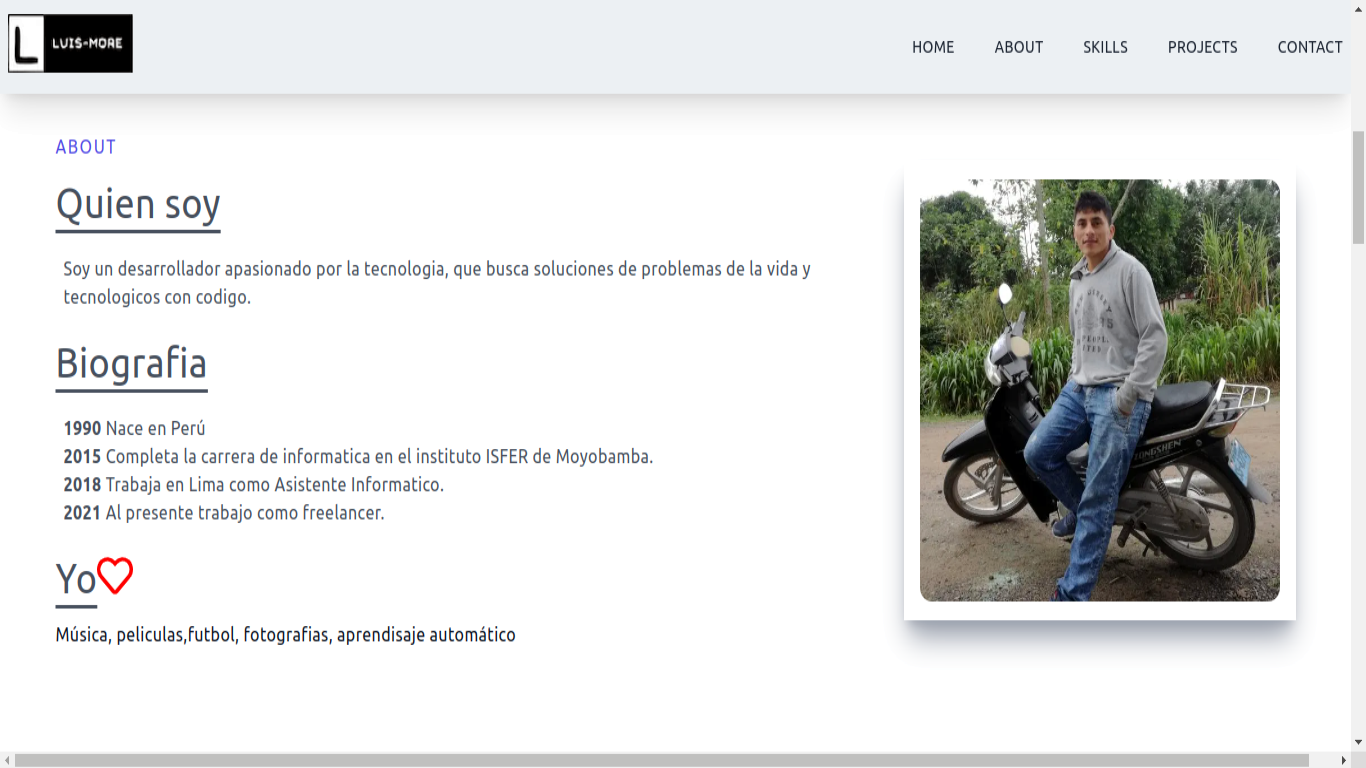 LUIS-MORE
HOME ABOUT SKILLS PROJECTS CONTACT
ABOUT
Quien soy
Soy un desarrollador apasionado por la tecnologia, que busca soluciones de problemas de la vida y
tecnologicos con codigo.
Biografia
1990 Nace en Perú
2015 Completa la carrera de informatica en el instituto ISFER de Moyobamba.
2018 Trabaja en Lima como Asistente Informatico.
2021 Al presente trabajo como freelancer.
Yo
Música, peliculas,futbol, fotografias, aprendisaje automático
L
ZONGSHEN